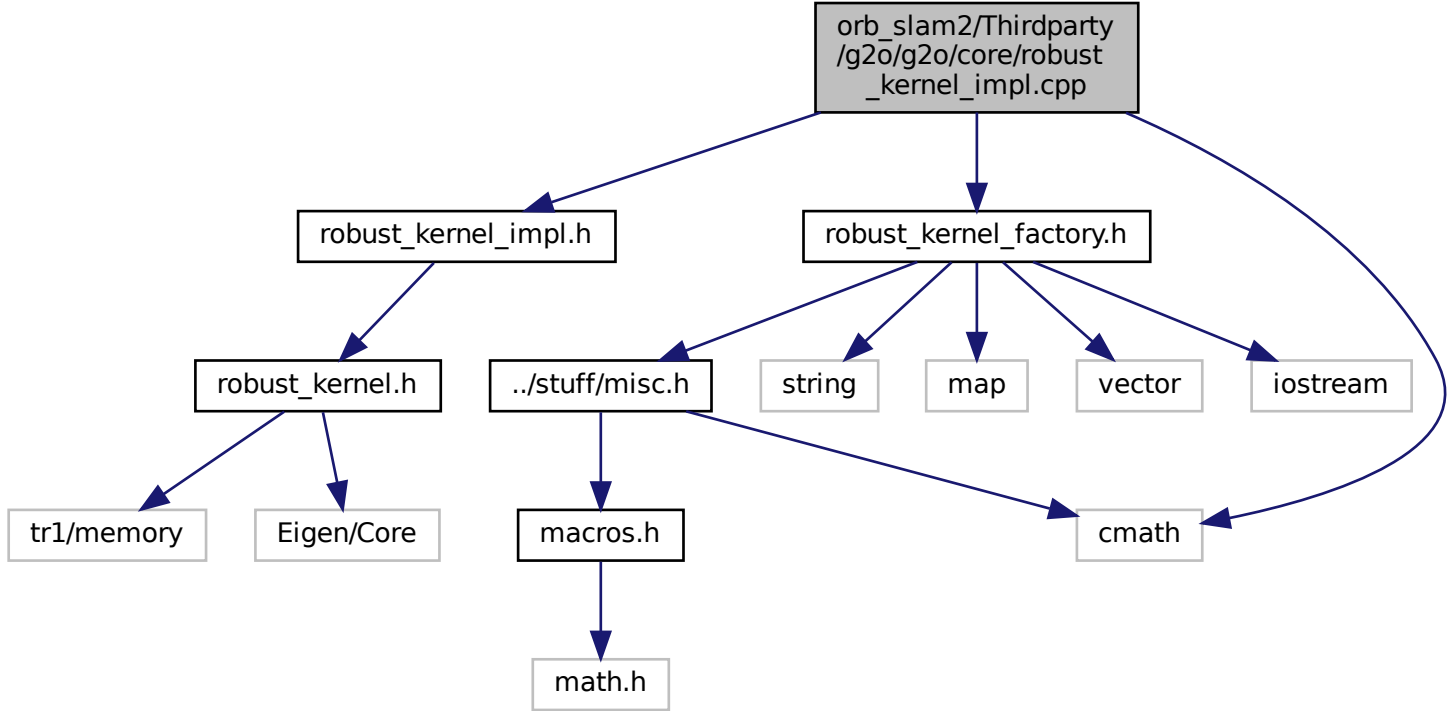 orb_slam2/Thirdparty
/g2o/g2o/core/robust
_kernel_impl.cpp
robust_kernel_impl.h
robust_kernel_factory.h
robust_kernel.h
../stuff/misc.h
string
map
vector
iostream
tr1/memory
Eigen/Core
macros.h
cmath
math.h